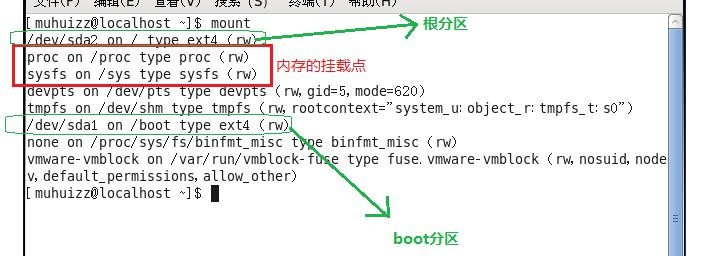 文件(F) 编辑(E) 查看(V) 搜索(S) 终端(T) 帮助(H)
[muhuizz@localhost ~]$ mount
/dev/sda2 on / type ext4 (rw)
根分区
proc on /proc type proc (rw)
sysfs on /sys type sysfs (rw)
内存的挂载点
devpts on /dev/pts type devpts (rw,gid=5,mode=620)
tmpfs on /dev/shm type tmpfs (rw,rootcontext="system_u:object_r:tmpfs_t:s0")
/dev/sda1 on /boot type ext4 (rw)
none on /proc/sys/fs/binfmt_misc type binfmt_misc (rw)
vmware-vmblock on /var/run/vmblock-fuse type fuse.vmware-vmblock (rw,nosuid,node
v,default_permissions,allow_other)
[muhuizz@localhost ~]$
boot分区